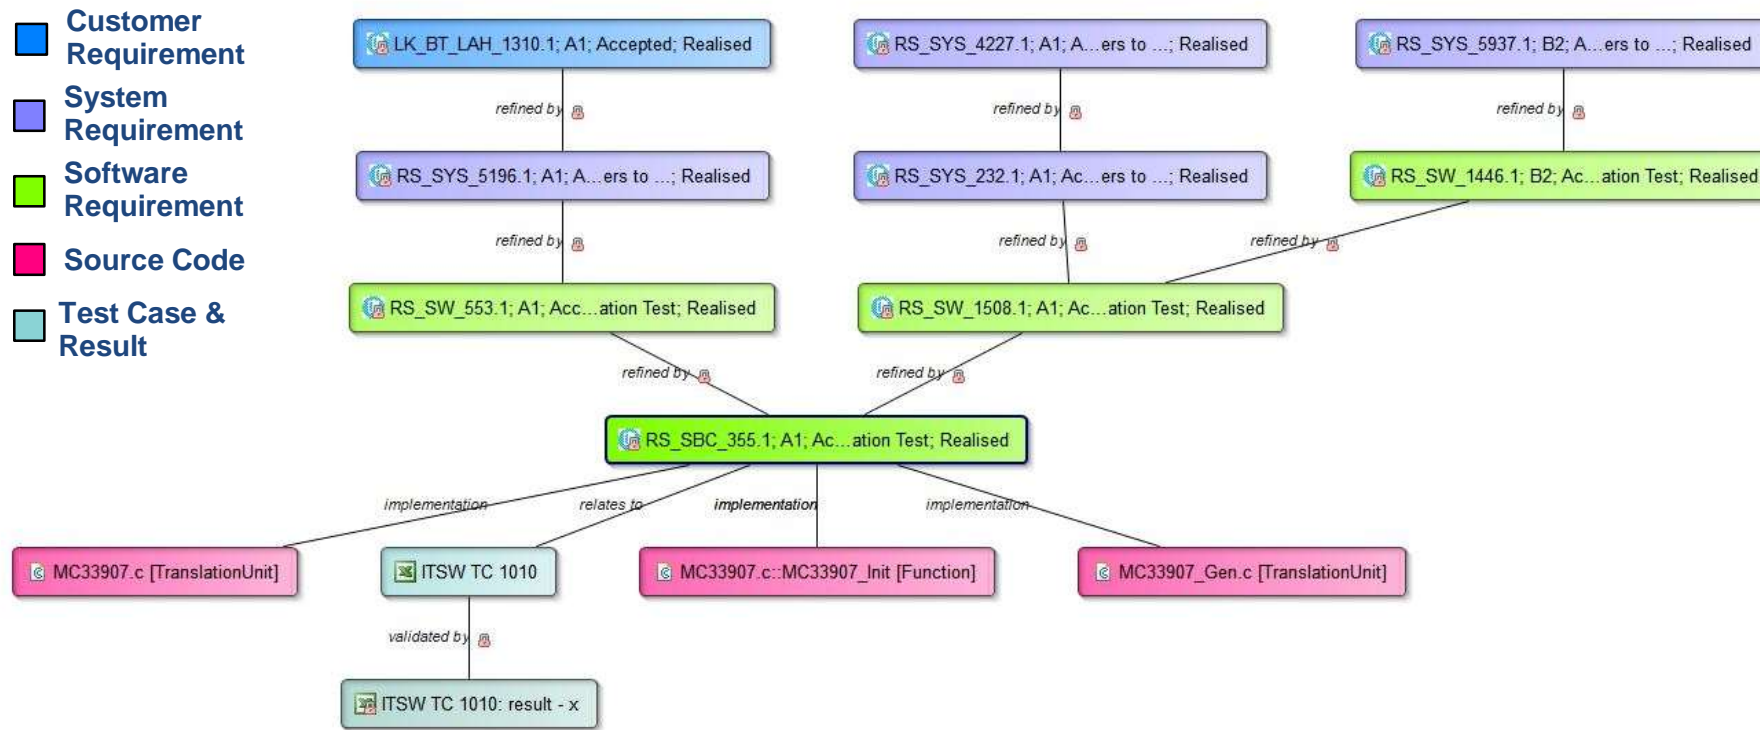 Customer
Requirement
System
Requirement
Software
Requirement
Source Code
Test Case &
Result
LK_BT_LAH_1310.1; A1; Accepted; Realised
RS_SYS_4227.1; A1; A...ers to ...; Realised
RS_SYS_5937.1; B2; A...ers to ...; Realised
refined by
refined by
refined by
RS_SYS_5196.1; A1; A...ers to ...; Realised
RS_SYS_232.1; A1; Ac...ers to ...; Realised
RS_SW_1446.1; B2; Ac...ation Test; Realised
refined by
refined by
refined by
RS_SW_553.1; A1; Acc...ation Test; Realised
RS_SW_1508.1; A1; Ac...ation Test; Realised
refined by
refined by
RS_SBC_355.1; A1; Ac...ation Test; Realised
implementation
relates to
implementation
implementation
MC33907.c [TranslationUnit]
ITSW TC 1010
MC33907.c::MC33907_Init [Function]
MC33907_Gen.c [TranslationUnit]
validated by
ITSW TC 1010: result - x